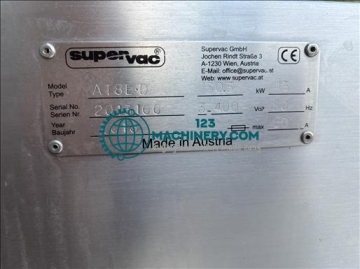 supervac
Supervac GmbH
Jochen Rindt Straße 3
A-1230 Wien, Austria
E-Mail: office@supervac.at
www.supervac.at
CE
Model
Type
kW
A
Serial No.
Serien Nr.
Volt
Hz
Year
Baujahr
max
A
Made in Austria
123
MACHINERY.COM